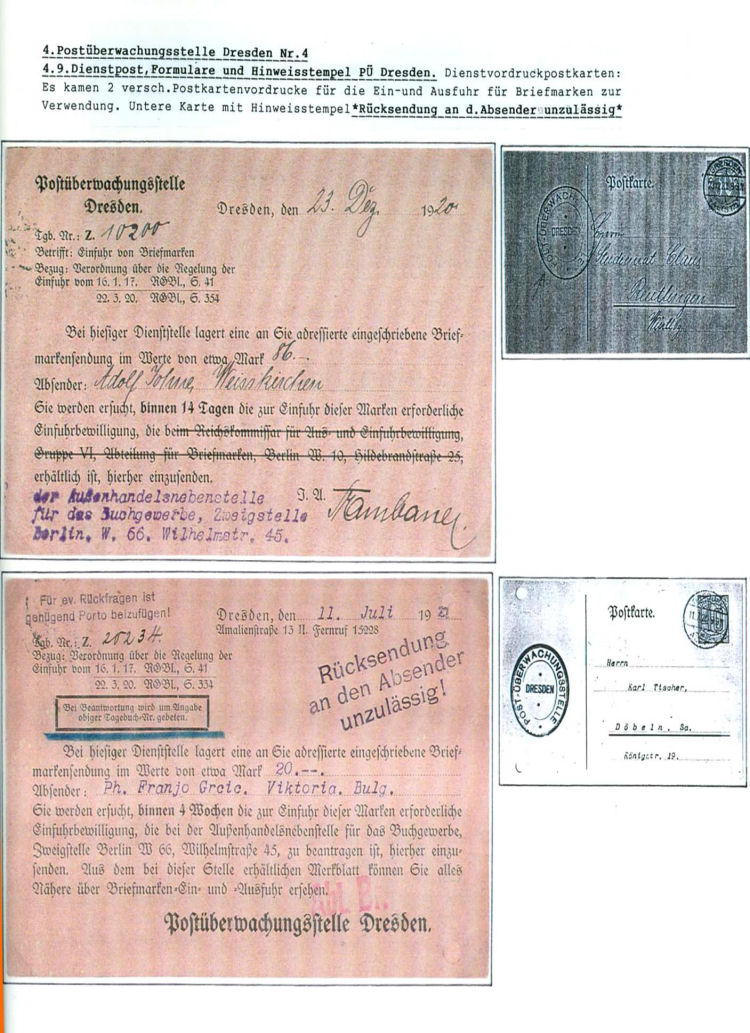 4.Postüberwachungsstelle Dresden Nr.4
4.9.Dienstpost,Formulare und Hinweisstempel PÜ Dresden. Dienstvordruckpostkarten:
Es kamen 2 versch.Postkartenvordrucke für die Ein-und Ausfuhr für Briefmarken zur
Verwendung. Untere Karte mit Hinweisstempel*Rücksendung an d.Absender unzulässig*
Postüberwachungsstelle
Dresden.
Dresden, den 23. Dez. 1920
Tgb. Nr.: Z. 10200
Betrifft: Einfuhr von Briefmarken
Bezug: Verordnung über die Regelung der
Einfuhr vom 16. 1. 17. RGBl., S. 41
22. 3. 20. RGBl., S. 334
Bei hiesiger Dienststelle lagert eine an Sie adressierte eingeschriebene Brief-
markensendung im Werte von etwa Mark 86.-
Absender: Adolf Weisskirchen
Sie werden ersucht, binnen 14 Tagen die zur Einfuhr dieser Marken erforderliche
Einfuhrbewilligung, die beim Reichskommissar für Aus- und Einfuhrbewilligung,
Gruppe VI, Abteilung für Briefmarken, Berlin W. 10, Hildebrandstraße 25,
erhältlich ist, hierher einzusenden.
der Außenhandelsnebenstelle
für das Buchgewerbe, Zweigstelle
Berlin. W. 66. Wilhelmstr. 45.
I. A.
Postkarte.
POST-ÜBERWACH
DRESDEN
Herrn
Reutlingen
Für ev. Rückfragen ist
genügend Porto beizufügen!
Dresden, den 11. Juli 1921
Amalienstraße 13 II. Fernruf 15228
Tgb. Nr.: Z. 20234
Bezug: Verordnung über die Regelung der
Einfuhr vom 16. 1. 17. RGBl., S. 41
22. 3. 20. RGBl., S. 334
Rücksendung
an den Absender
unzulässig!
Bei Beantwortung wird um Angabe
obiger Tagebuch-Nr. gebeten.
Bei hiesiger Dienststelle lagert eine an Sie adressierte eingeschriebene Brief-
markensendung im Werte von etwa Mark 20.--.
Absender: Ph. Franjo Grcic. Viktoria. Bulg.
Sie werden ersucht, binnen 4 Wochen die zur Einfuhr dieser Marken erforderliche
Einfuhrbewilligung, die bei der Außenhandelsnebenstelle für das Buchgewerbe,
Zweigstelle Berlin W 66, Wilhelmstraße 45, zu beantragen ist, hierher einzu-
senden. Aus dem bei dieser Stelle erhältlichen Merkblatt können Sie alles
Nähere über Briefmarken-Ein- und -Ausfuhr ersehen.
Postüberwachungsstelle Dresden.
Postkarte.
POST-ÜBERWACHUNGSSTELLE
DRESDEN
Herrn
Karl Tischer,
Döbeln, Sa.
Königstr. 19.